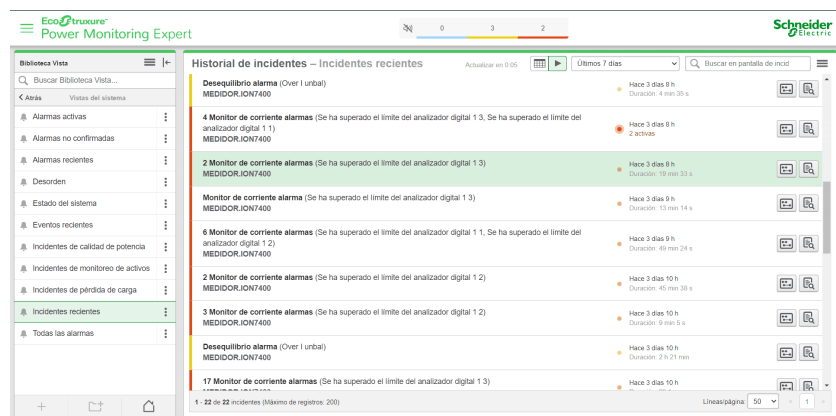 EcoStruxure™
Power Monitoring Expert
0 3 2
Schneider
Electric
Biblioteca Vista
Buscar Biblioteca Vista...
Atrás Vistas del sistema
Alarmas activas
Alarmas no confirmadas
Alarmas recientes
Desorden
Estado del sistema
Eventos recientes
Incidentes de calidad de potencia
Incidentes de monitoreo de activos
Incidentes de pérdida de carga
Incidentes recientes
Todas las alarmas
Historial de incidentes – Incidentes recientes
Actualizar en 0:05
Últimos 7 días
Buscar en pantalla de incid
Desequilibrio alarma (Over I unbal)
MEDIDOR.ION7400
Hace 3 días 8 h
Duración: 4 min 35 s
4 Monitor de corriente alarmas (Se ha superado el límite del analizador digital 1 3, Se ha superado el límite del
analizador digital 1 1)
MEDIDOR.ION7400
Hace 3 días 8 h
2 activas
2 Monitor de corriente alarmas (Se ha superado el límite del analizador digital 1 3)
MEDIDOR.ION7400
Hace 3 días 8 h
Duración: 19 min 33 s
Monitor de corriente alarma (Se ha superado el límite del analizador digital 1 3)
MEDIDOR.ION7400
Hace 3 días 9 h
Duración: 13 min 14 s
6 Monitor de corriente alarmas (Se ha superado el límite del analizador digital 1 1, Se ha superado el límite del
analizador digital 1 2)
MEDIDOR.ION7400
Hace 3 días 9 h
Duración: 49 min 24 s
2 Monitor de corriente alarmas (Se ha superado el límite del analizador digital 1 2)
MEDIDOR.ION7400
Hace 3 días 10 h
Duración: 45 min 38 s
3 Monitor de corriente alarmas (Se ha superado el límite del analizador digital 1 2)
MEDIDOR.ION7400
Hace 3 días 10 h
Duración: 9 min 5 s
Desequilibrio alarma (Over I unbal)
MEDIDOR.ION7400
Hace 3 días 10 h
Duración: 2 h 21 min
17 Monitor de corriente alarmas (Se ha superado el límite del analizador digital 1 3)
Hace 3 días 10 h
1 - 22 de 22 incidentes (Máximo de registros: 200)
Líneas/página: 50
1